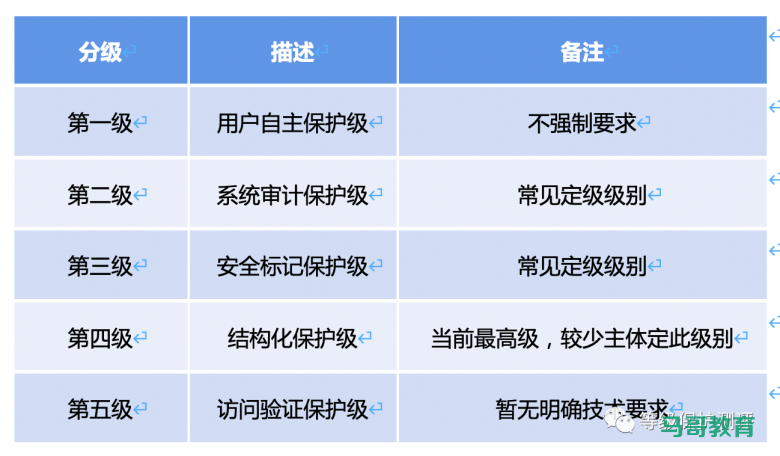 分级 描述 备注
第一级 用户自主保护级 不强制要求
第二级 系统审计保护级 常见定级级别
第三级 安全标记保护级 常见定级级别
第四级 结构化保护级 当前最高级，较少主体定此级别
第五级 访问验证保护级 暂无明确技术要求
马哥教育